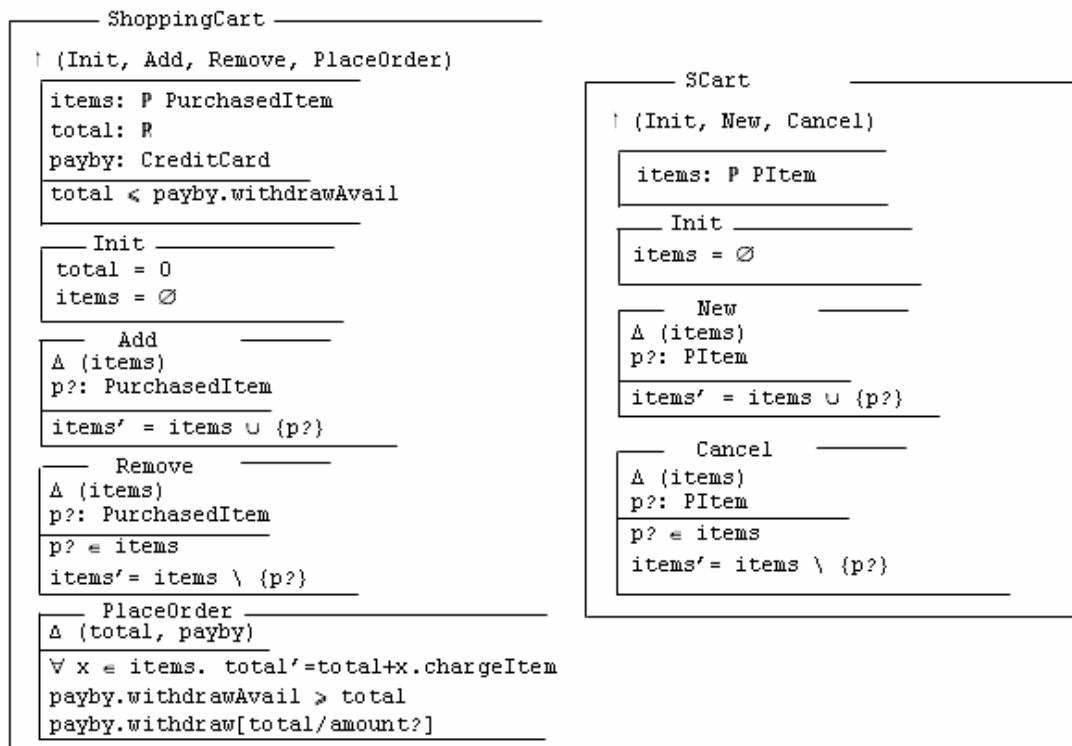 ShoppingCart
↾ (Init, Add, Remove, PlaceOrder)
items: ℙ PurchasedItem
total: ℝ
payby: CreditCard
total ⩽ payby.withdrawAvail
Init
total = 0
items = ∅
Add
Δ (items)
p?: PurchasedItem
items′ = items ∪ {p?}
Remove
Δ (items)
p?: PurchasedItem
p? ∈ items
items′= items \ {p?}
PlaceOrder
Δ (total, payby)
∀ x ∈ items. total′=total+x.chargeItem
payby.withdrawAvail ⩾ total
payby.withdraw[total/amount?]
SCart
↾ (Init, New, Cancel)
items: ℙ PItem
Init
items = ∅
New
Δ (items)
p?: PItem
items′ = items ∪ {p?}
Cancel
Δ (items)
p?: PItem
p? ∈ items
items′= items \ {p?}